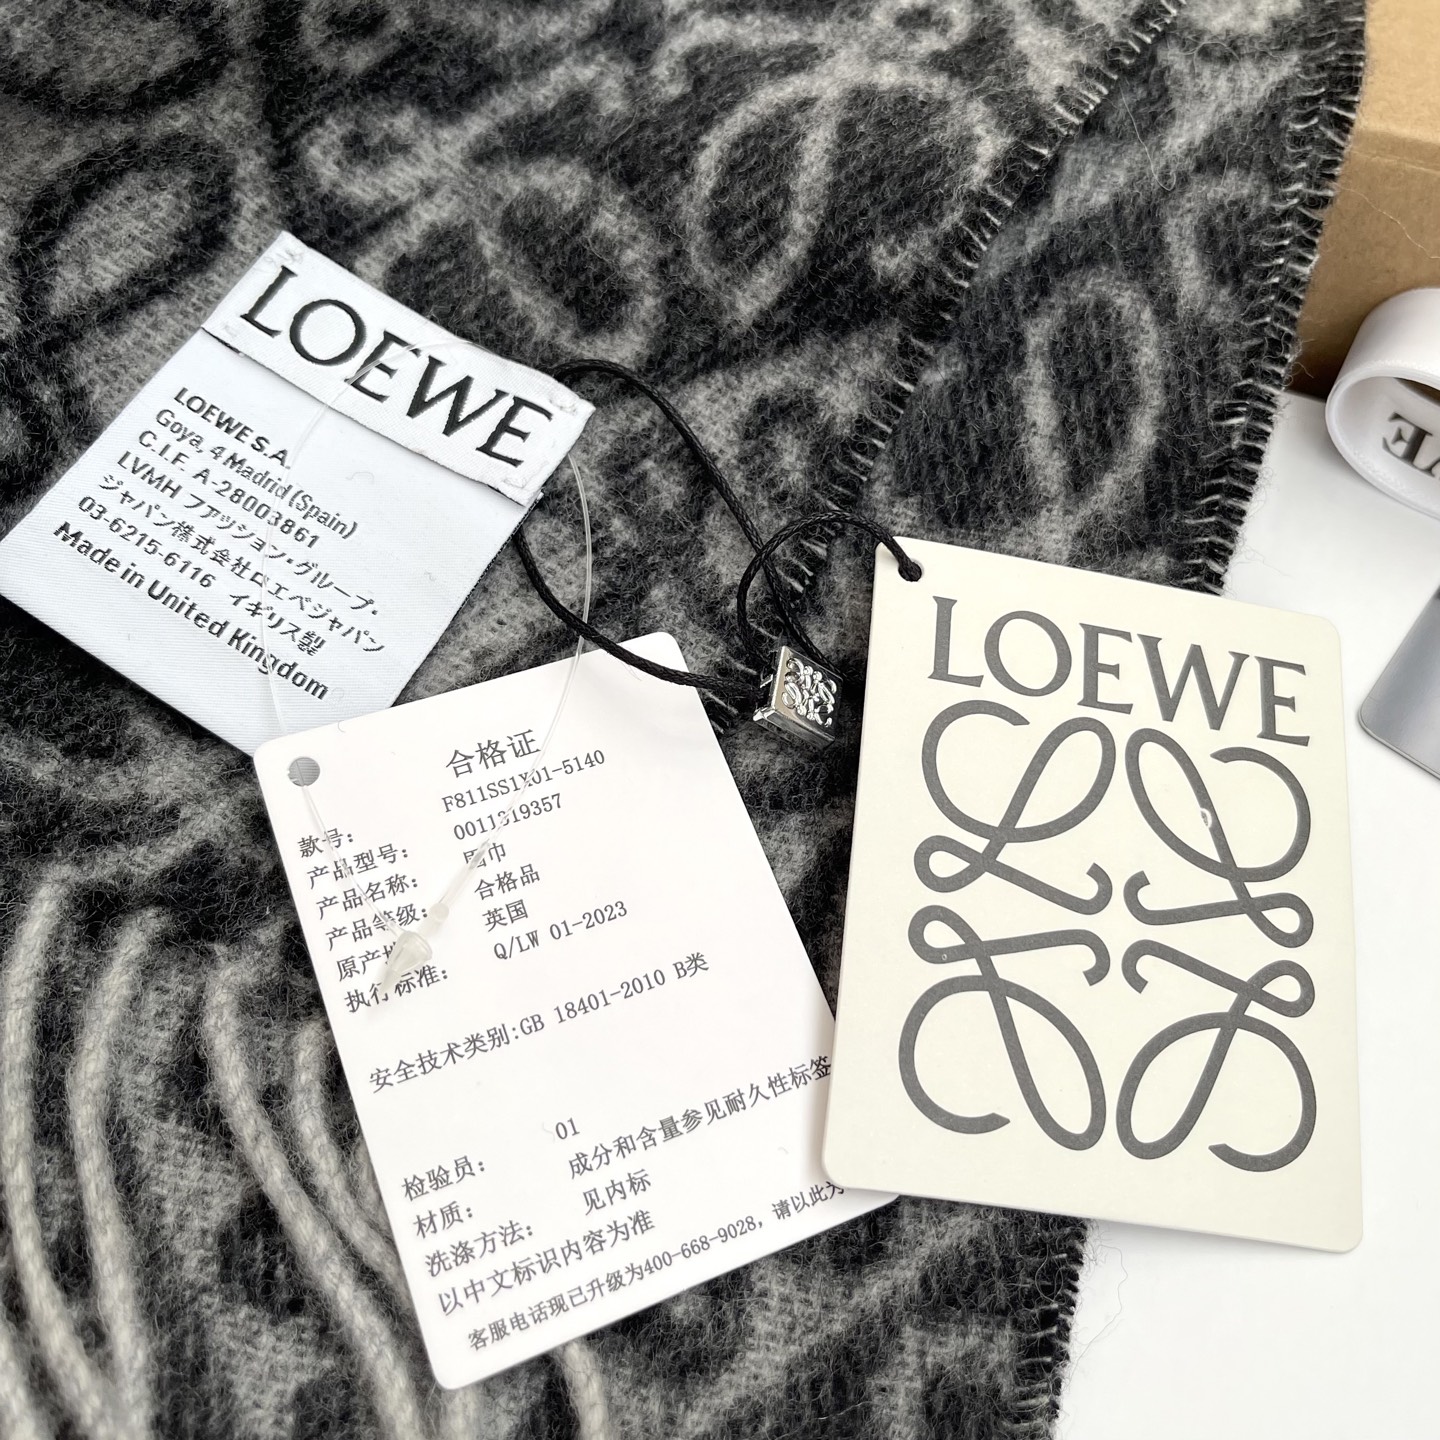 LOEWE
LOEWE S.A.
Goya, 4 Madrid (Spain)
C.I.F. A-28003861
LVMH ファッション・グループ・
ジャパン株式会社ロエベジャパン
03-6215-6116 イギリス製
Made in United Kingdom
合格证
款号: F811SS1X01-5140
产品型号: 0011319357
产品名称: 围巾
产品等级: 合格品
原产地 英国
执行标准: Q/LW 01-2023
安全技术类别:GB 18401-2010 B类
检验员: 01
材质: 成分和含量参见耐久性标签
洗涤方法: 见内标
以中文标识内容为准
客服电话现已升级为400-668-9028，请以此为
LOEWE
WE